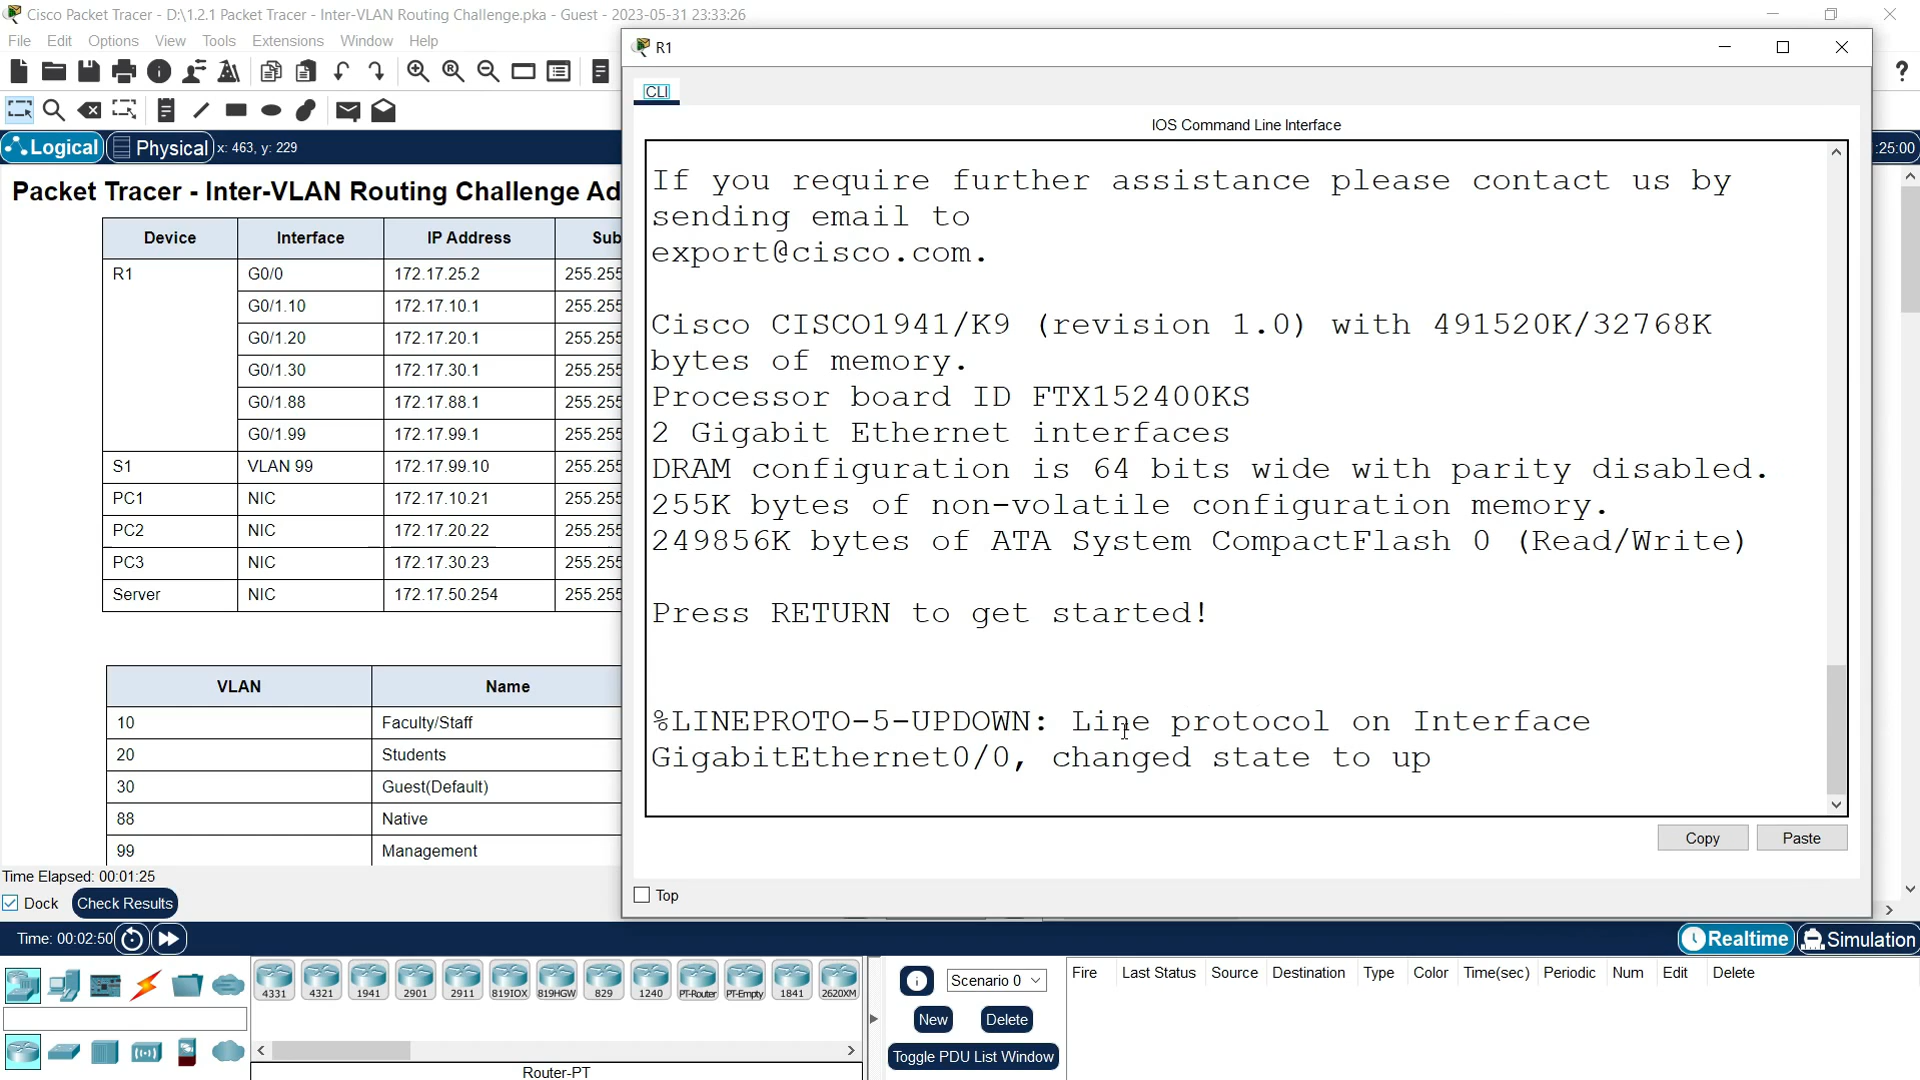 Cisco Packet Tracer - D:\1.2.1 Packet Tracer - Inter-VLAN Routing Challenge.pka - Guest - 2023-05-31 23:33:26
File Edit Options View Tools Extensions Window Help
Logical Physical x: 463, y: 229
:25:00
Packet Tracer - Inter-VLAN Routing Challenge Ad
Device Interface IP Address Sub
R1 G0/0 172.17.25.2 255.255
G0/1.10 172.17.10.1 255.255
G0/1.20 172.17.20.1 255.255
G0/1.30 172.17.30.1 255.255
G0/1.88 172.17.88.1 255.255
G0/1.99 172.17.99.1 255.255
S1 VLAN 99 172.17.99.10 255.255
PC1 NIC 172.17.10.21 255.255
PC2 NIC 172.17.20.22 255.255
PC3 NIC 172.17.30.23 255.255
Server NIC 172.17.50.254 255.255
VLAN Name
10 Faculty/Staff
20 Students
30 Guest(Default)
88 Native
99 Management
Time Elapsed: 00:01:25
Dock Check Results
R1
CLI
IOS Command Line Interface
If you require further assistance please contact us by
sending email to
export@cisco.com.
Cisco CISCO1941/K9 (revision 1.0) with 491520K/32768K
bytes of memory.
Processor board ID FTX152400KS
2 Gigabit Ethernet interfaces
DRAM configuration is 64 bits wide with parity disabled.
255K bytes of non-volatile configuration memory.
249856K bytes of ATA System CompactFlash 0 (Read/Write)
Press RETURN to get started!
%LINEPROTO-5-UPDOWN: Line protocol on Interface
GigabitEthernet0/0, changed state to up
Copy Paste
Top
Time: 00:02:50
Realtime Simulation
4331 4321 1941 2901 2911 819IOX 819HGW 829 1240 PT-Router PT-Empty 1841 2620XM
Router-PT
Scenario 0
New Delete
Toggle PDU List Window
Fire Last Status Source Destination Type Color Time(sec) Periodic Num Edit Delete